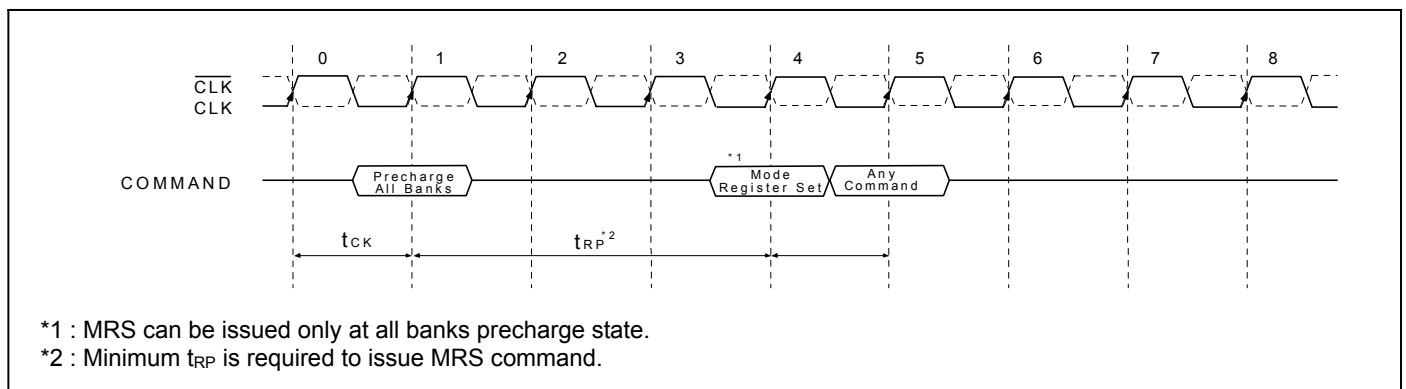 0 1 2 3 4 5 6 7 8
CLK
CLK
*1
COMMAND
Precharge
All Banks
Mode
Register Set
Any
Command
tCK
tRP*2
*1 : MRS can be issued only at all banks precharge state.
*2 : Minimum tRP is required to issue MRS command.